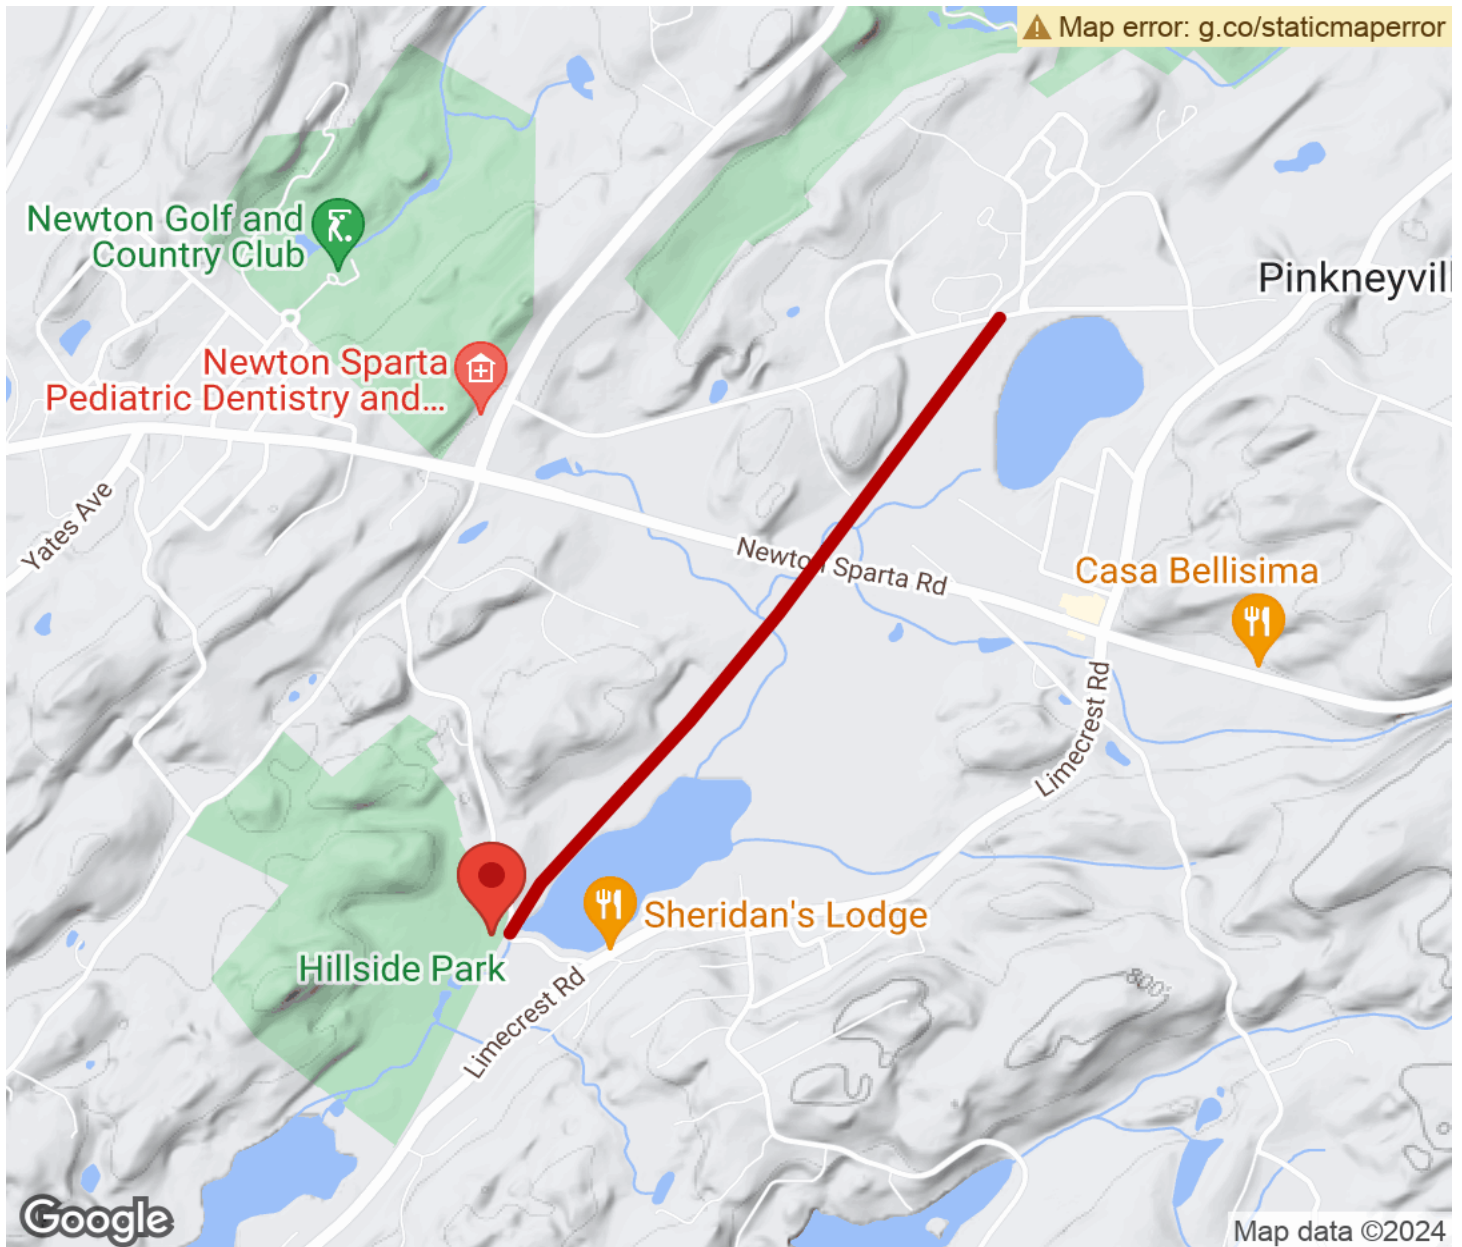 Map error: g.co/staticmaperror
Newton Golf and
Country Club
Pinkneyvill
Newton Sparta
Pediatric Dentistry and...
Yates Ave
Newton Sparta Rd
Casa Bellisima
Limecrest Rd
Sheridan's Lodge
Hillside Park
Limecrest Rd
800
Google
Map data ©2024